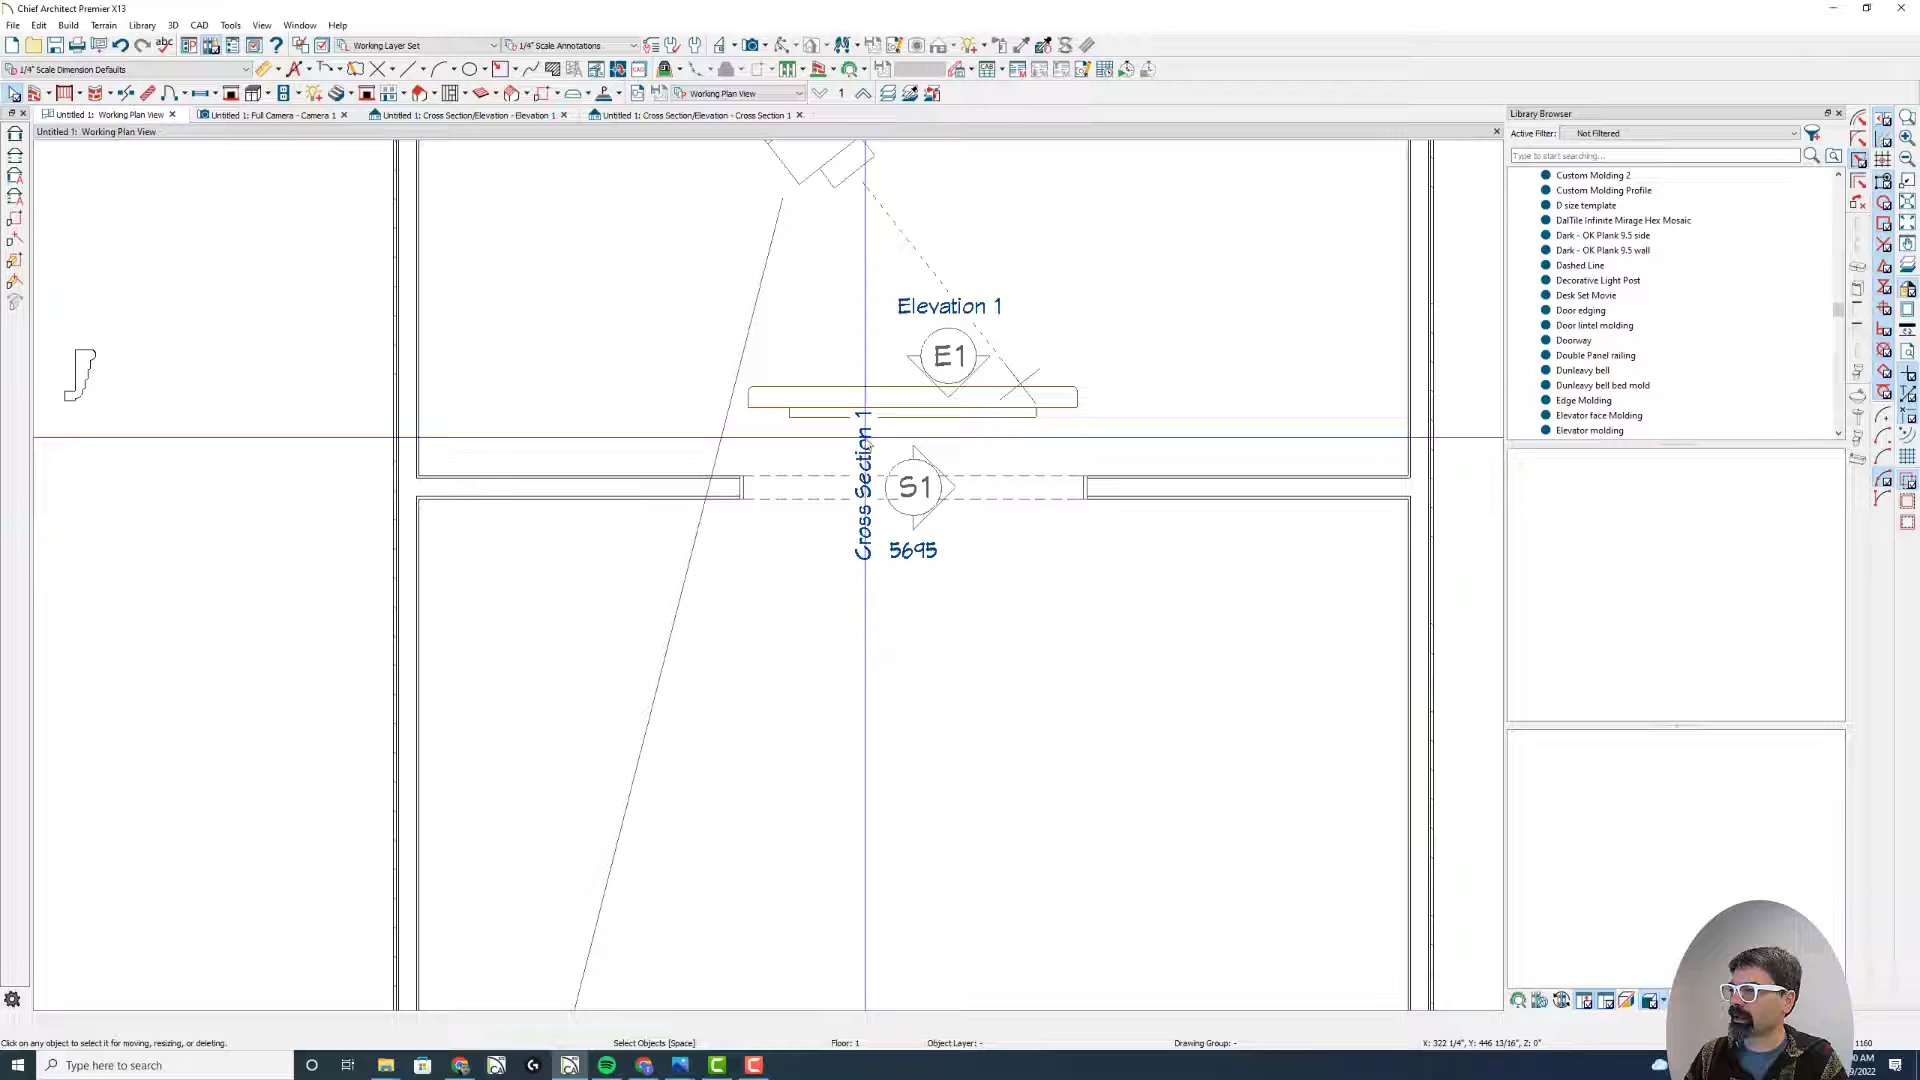 Chief Architect Premier X13
File Edit Build Terrain Library 3D CAD Tools View Window Help
Working Layer Set
1/4" Scale Annotations
1/4" Scale Dimension Defaults
Working Plan View
1
Untitled 1: Working Plan View
Untitled 1: Full Camera - Camera 1
Untitled 1: Cross Section/Elevation - Elevation 1
Untitled 1: Cross Section/Elevation - Cross Section 1
Untitled 1: Working Plan View
Elevation 1
E1
Cross Section 1
S1
5695
Library Browser
Active Filter: Not Filtered
Type to start searching...
Custom Molding 2
Custom Molding Profile
D size template
DalTile Infinite Mirage Hex Mosaic
Dark - OK Plank 9.5 side
Dark - OK Plank 9.5 wall
Dashed Line
Decorative Light Post
Desk Set Movie
Door edging
Door lintel molding
Doorway
Double Panel railing
Dunleavy bell
Dunleavy bell bed mold
Edge Molding
Elevator face Molding
Elevator molding
Click on any object to select it for moving, resizing, or deleting.
Select Objects [Space]
Floor: 1
Object Layer: -
Drawing Group: -
X: 322 1/4", Y: 446 13/16", Z: 0"
1160
Type here to search